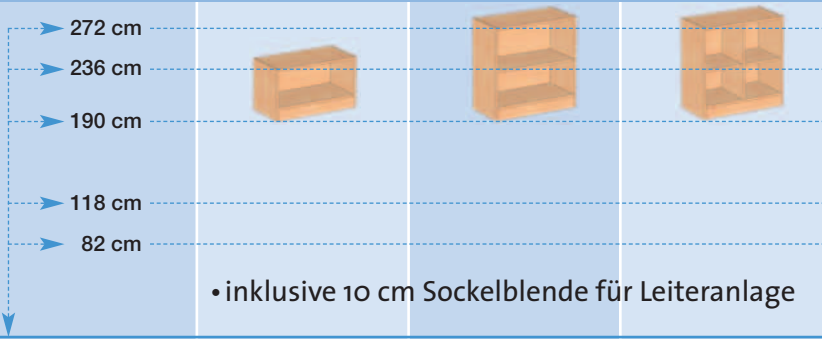 272 cm
236 cm
190 cm
118 cm
82 cm
• inklusive 10 cm Sockelblende für Leiteranlage